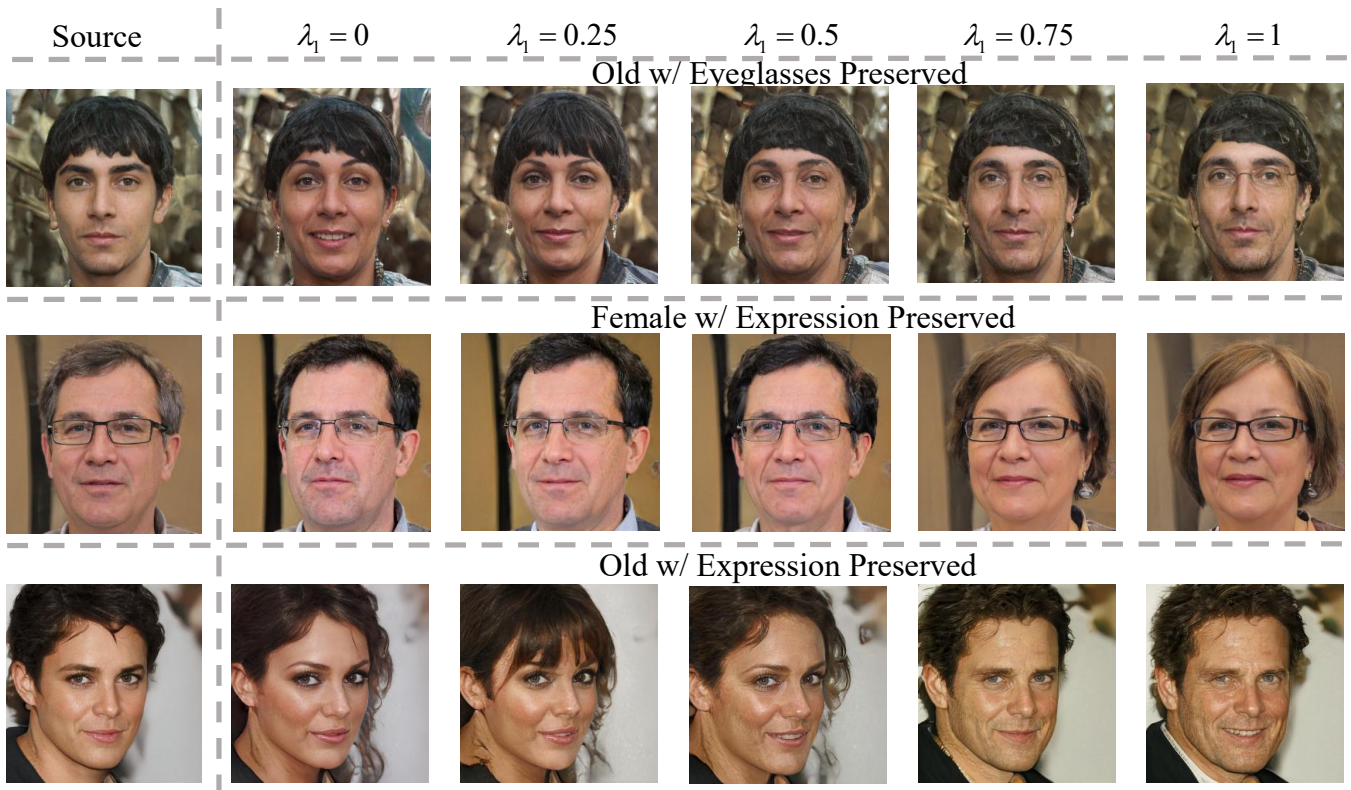 Source λ₁ = 0 λ₁ = 0.25 λ₁ = 0.5 λ₁ = 0.75 λ₁ = 1
Old w/ Eyeglasses Preserved
Female w/ Expression Preserved
Old w/ Expression Preserved